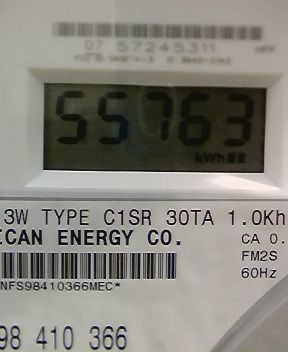 07 57245311
55763
kWh
3W TYPE C1SR 30TA 1.0Kh
ICAN ENERGY CO.
CA 0.
FM2S
60Hz
NFS98410366MEC*
98 410 366